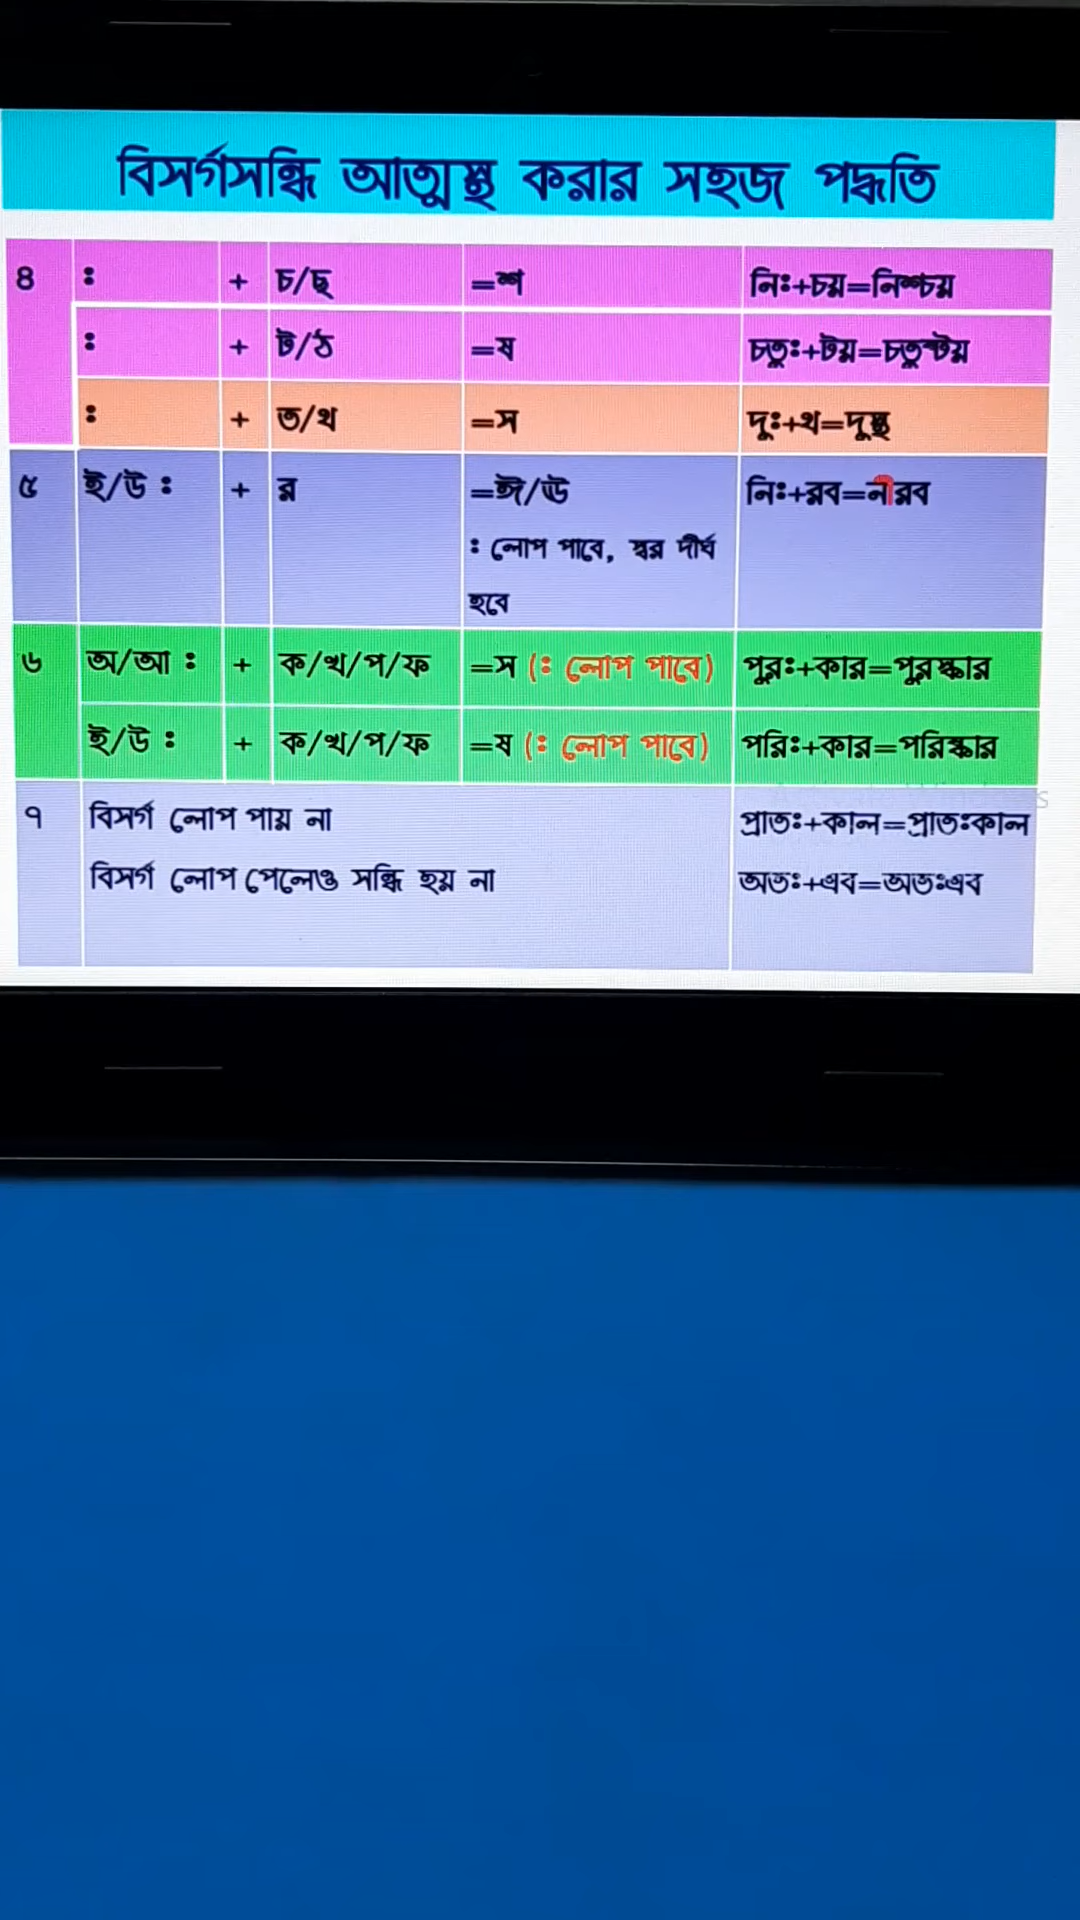 বিসর্গসন্ধি আত্মস্থ করার সহজ পদ্ধতি
৪ ঃ + চ/ছ =শ নিঃ+চয়=নিশ্চয়
ঃ + ট/ঠ =ষ চতুঃ+টয়=চতুষ্টয়
ঃ + ত/থ =স দুঃ+থ=দুস্থ
৫ ই/উ ঃ + র =ঈ/ঊ নিঃ+রব=নীরব
ঃ লোপ পাবে, স্বর দীর্ঘ
হবে
৬ অ/আ ঃ + ক/খ/প/ফ =স (ঃ লোপ পাবে) পুরঃ+কার=পুরস্কার
ই/উ ঃ + ক/খ/প/ফ =ষ (ঃ লোপ পাবে) পরিঃ+কার=পরিস্কার
৭ বিসর্গ লোপ পায় না প্রাতঃ+কাল=প্রাতঃকাল
বিসর্গ লোপ পেলেও সন্ধি হয় না অতঃ+এব=অতঃএব